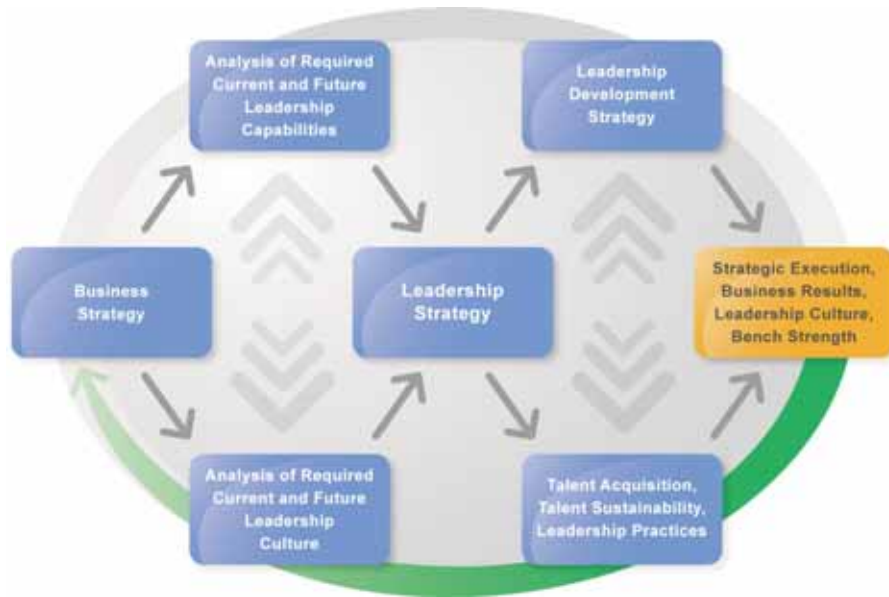 Analysis of Required
Current and Future
Leadership
Capabilities
Leadership
Development
Strategy
Business
Strategy
Leadership
Strategy
Strategic Execution,
Business Results,
Leadership Culture,
Bench Strength
Analysis of Required
Current and Future
Leadership
Culture
Talent Acquisition,
Talent Sustainability,
Leadership Practices